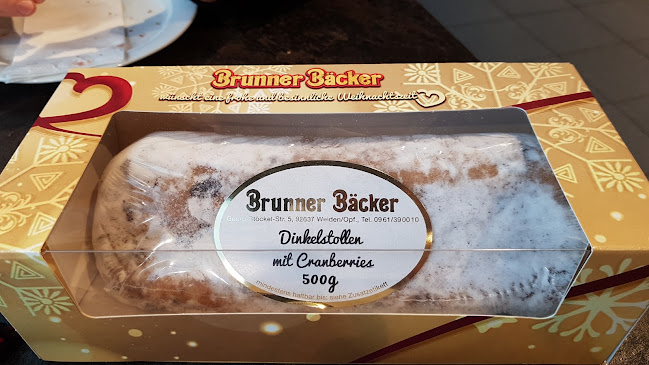 Brunner Bäcker
wünscht eine frohe und besinnliche Weihnachtszeit
Brunner Bäcker
Stöckel-Str. 5, 92637 Weiden/Opf., Tel. 0961/390010
Dinkelstollen
mit Cranberries
500g
mindestens haltbar bis: siehe Zusatzetikett